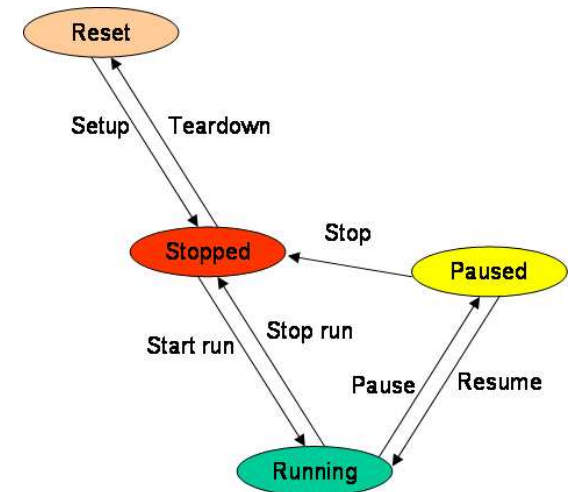 Reset
Setup
Teardown
Stop
Stopped
Paused
Start run
Stop run
Pause
Resume
Running